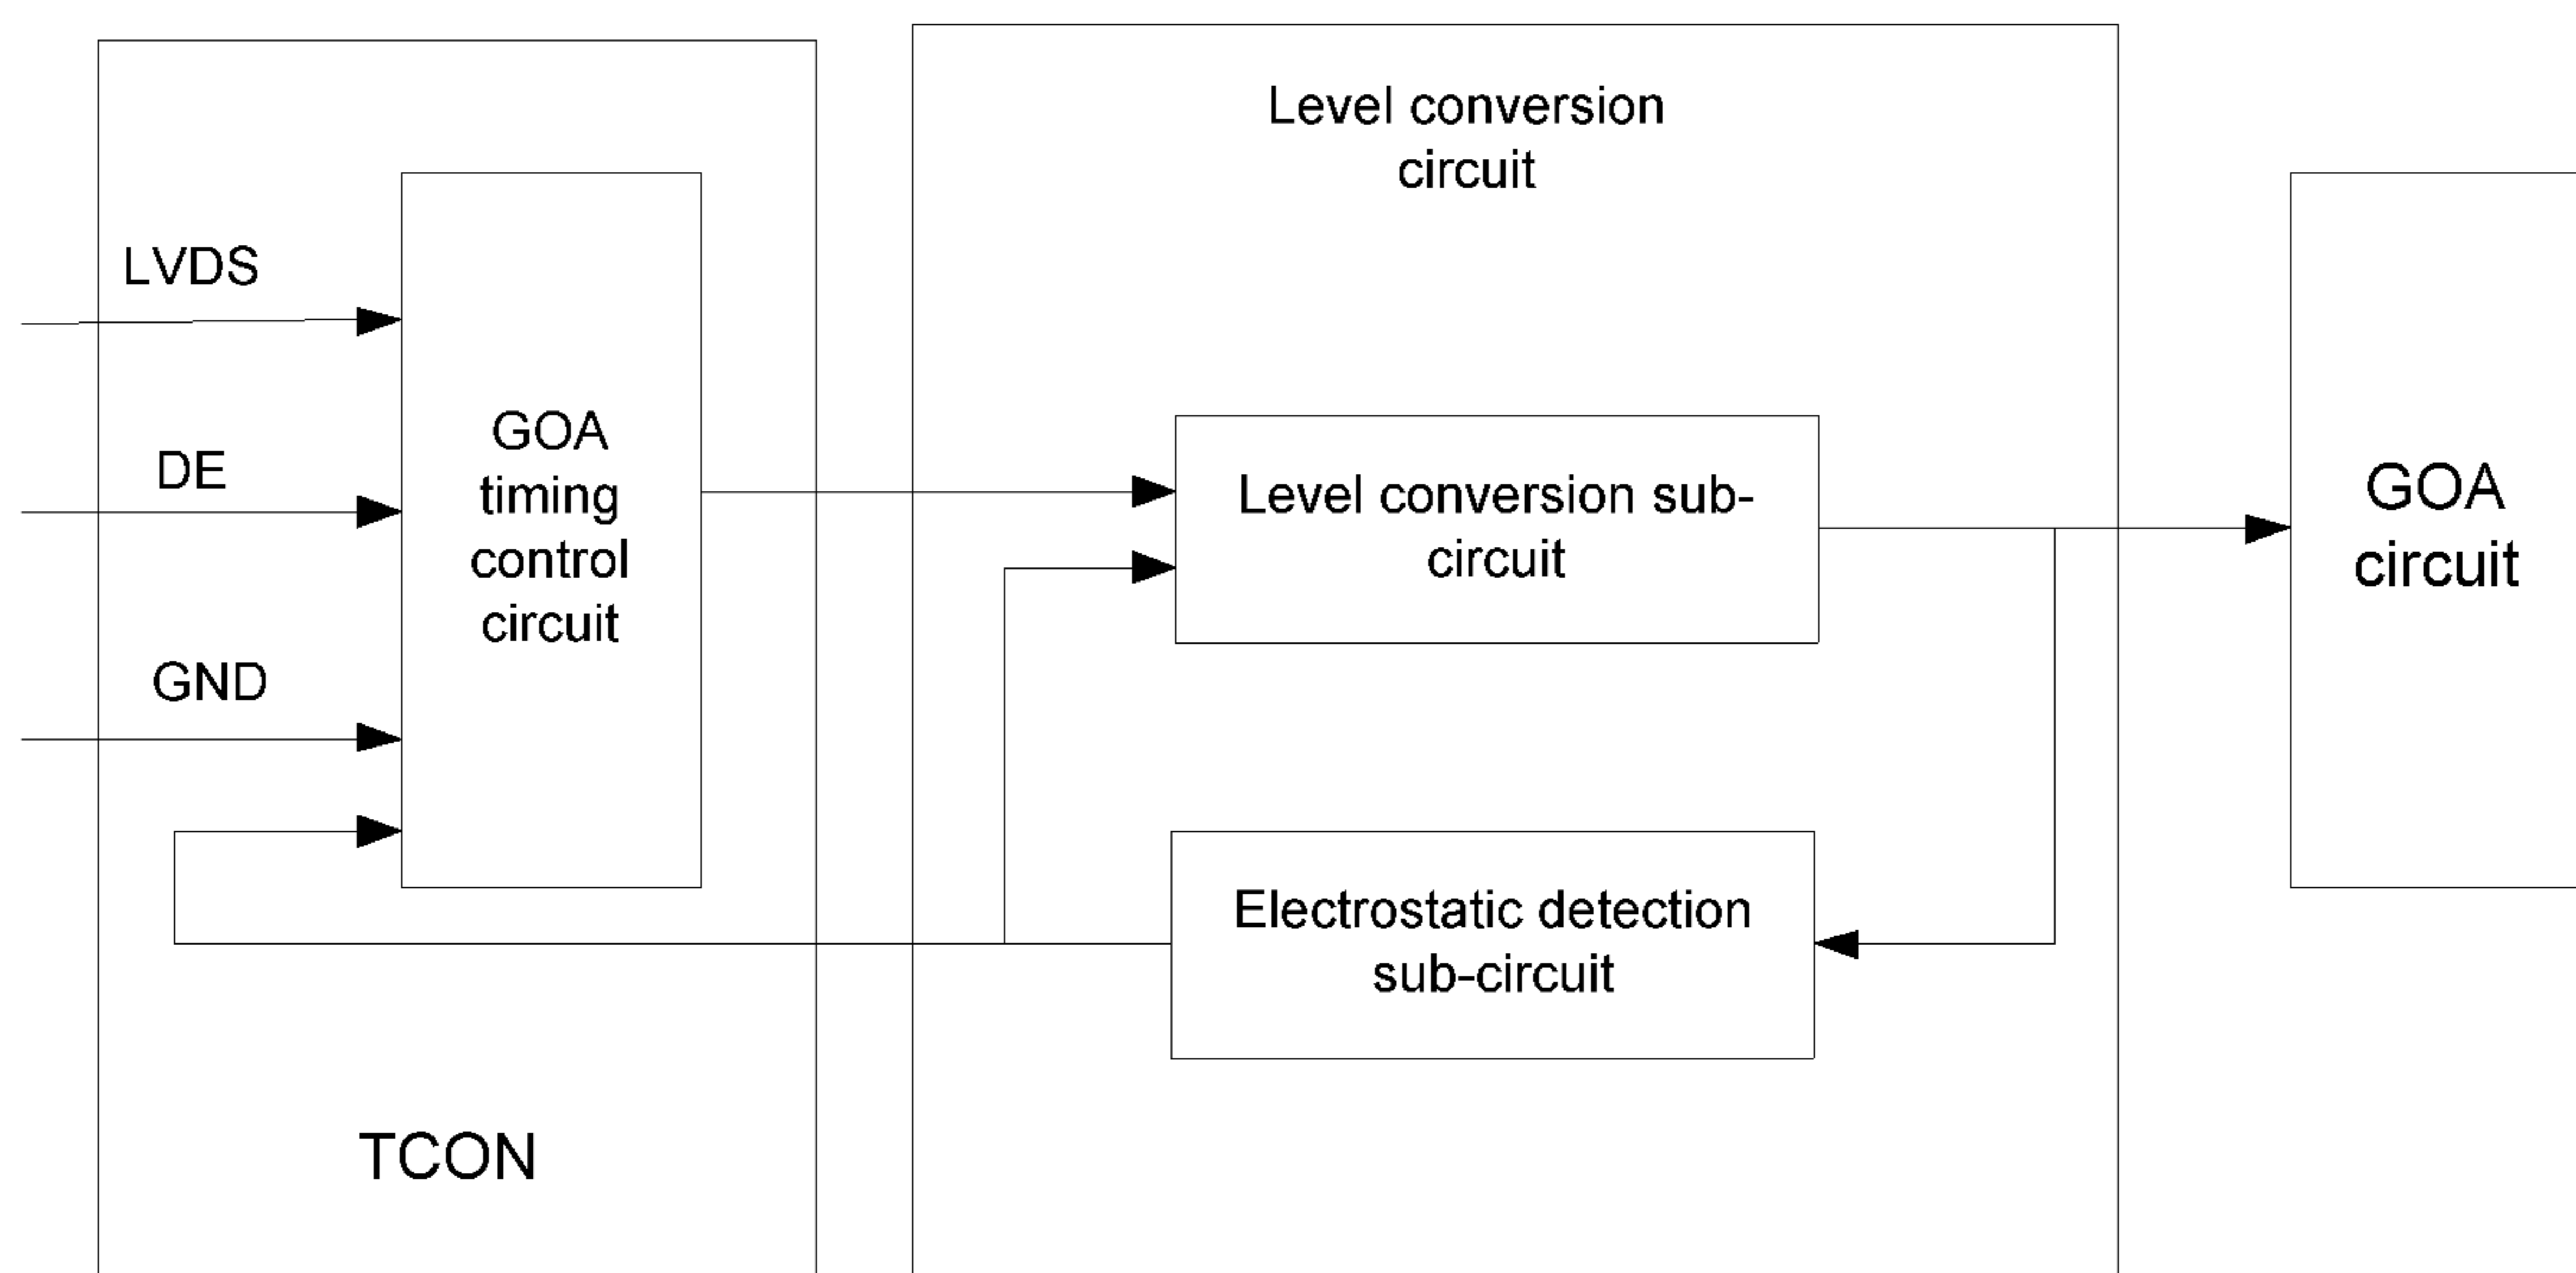 Level conversion
circuit
LVDS
DE
GND
GOA
timing
control
circuit
Level conversion sub-
circuit
GOA
circuit
Electrostatic detection
sub-circuit
TCON